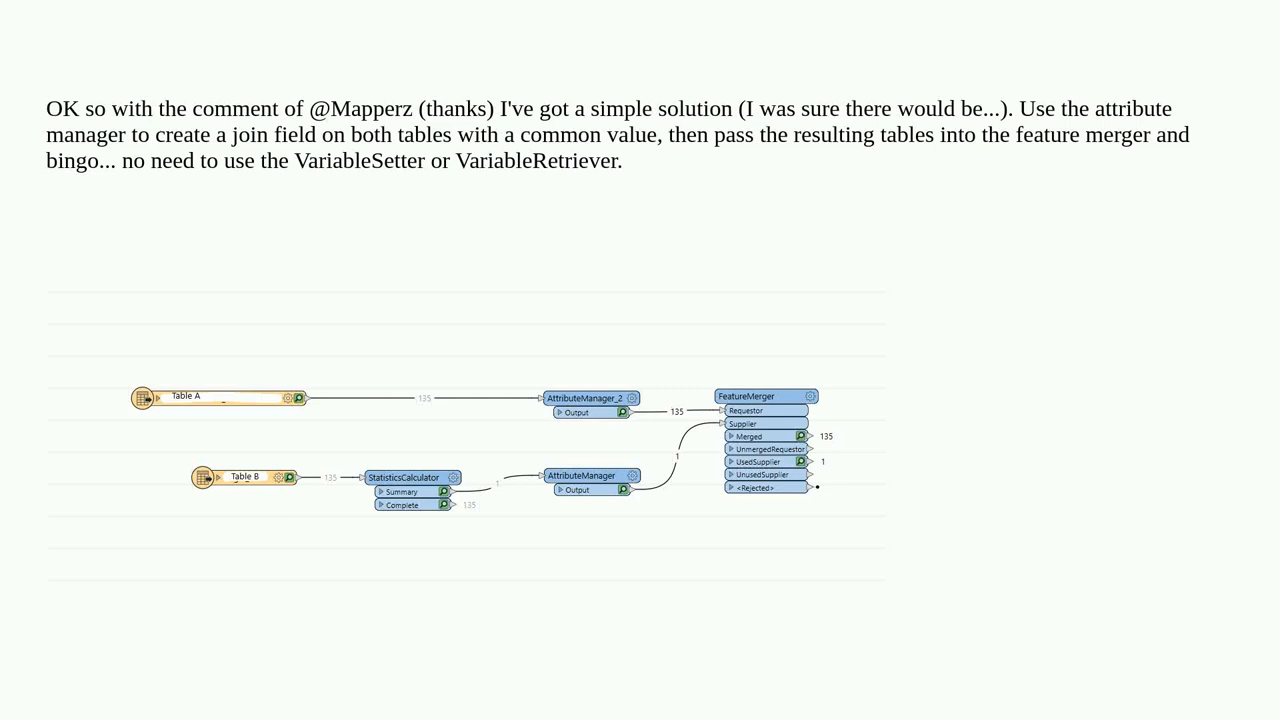 OK so with the comment of @Mapperz (thanks) I've got a simple solution (I was sure there would be...). Use the attribute
manager to create a join field on both tables with a common value, then pass the resulting tables into the feature merger and
bingo... no need to use the VariableSetter or VariableRetriever.
Table A
135
AttributeManager_2
Output
135
FeatureMerger
Requestor
Supplier
Merged
135
UnmergedRequestor
UsedSupplier
1
UnusedSupplier
<Rejected>
Table B
135
StatisticsCalculator
Summary
1
Complete
135
AttributeManager
Output
1